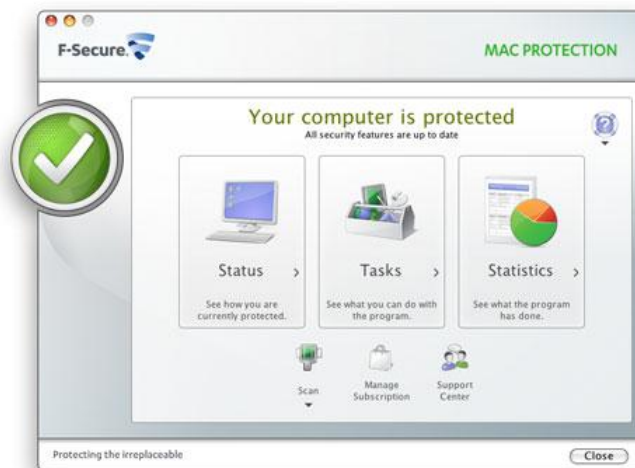 F-Secure.
MAC PROTECTION
Your computer is protected
All security features are up to date
Status
See how you are
currently protected.
Tasks
See what you can do with
the program.
Statistics
See what the program
has done.
Scan
Manage
Subscription
Support
Center
Protecting the irreplaceable
Close